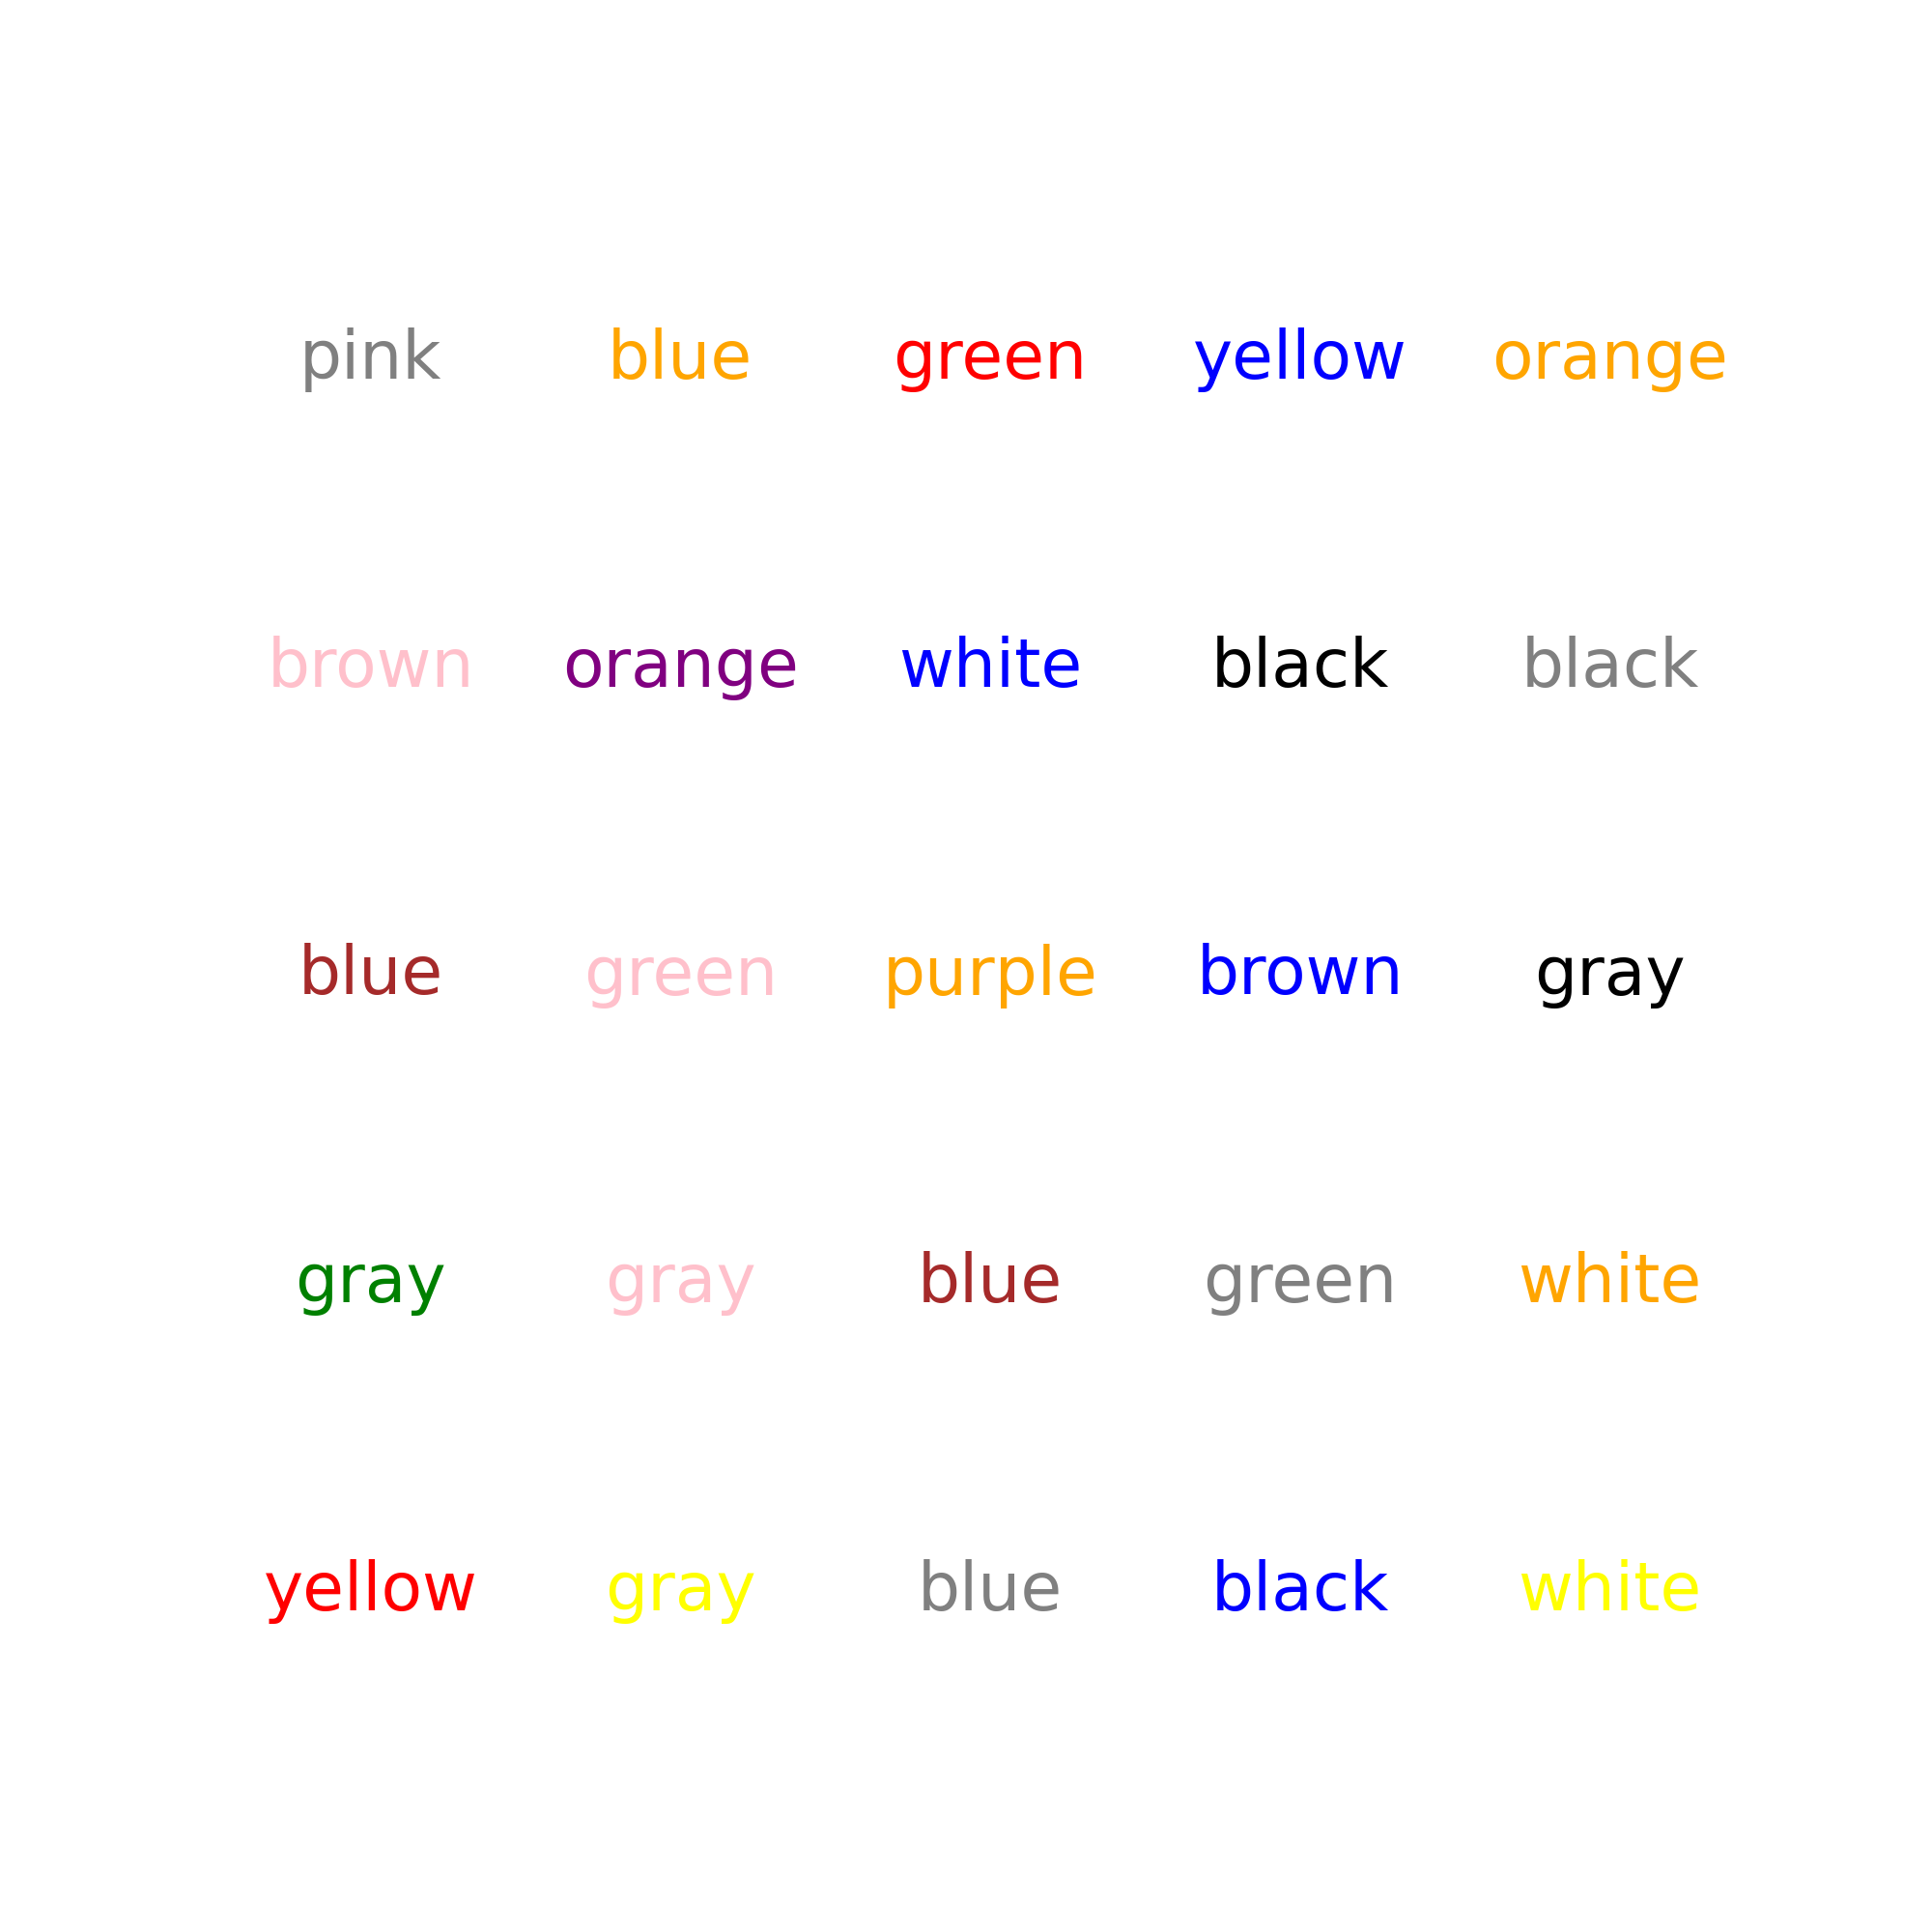 pink blue green yellow orange
brown orange white black black
blue green purple brown gray
gray gray blue green white
yellow gray blue black white